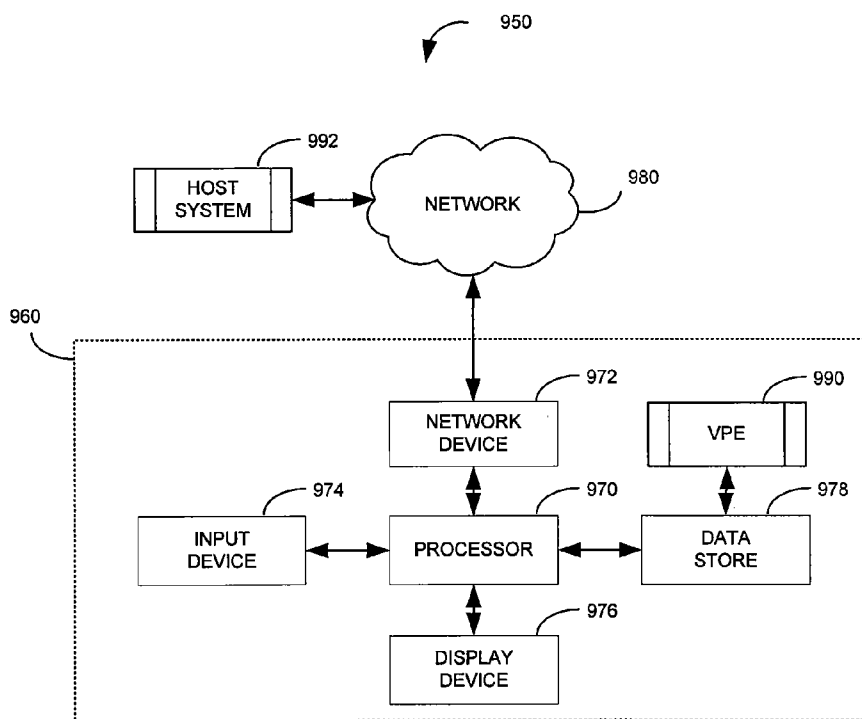 950
992
HOST
SYSTEM
NETWORK
980
960
972
NETWORK
DEVICE
990
VPE
974
INPUT
DEVICE
970
PROCESSOR
978
DATA
STORE
976
DISPLAY
DEVICE